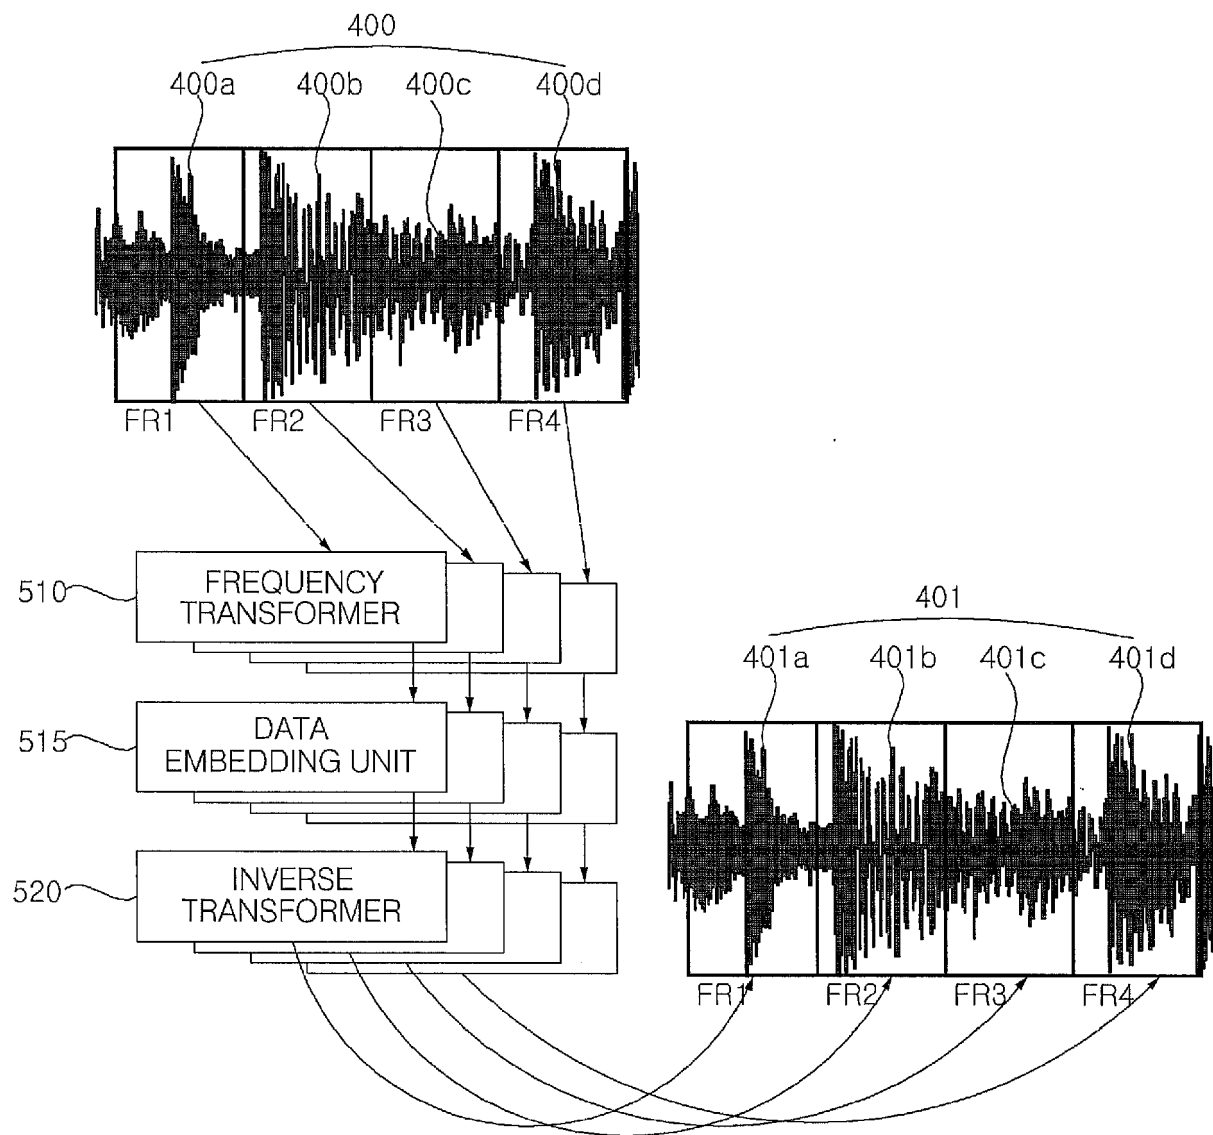 400
400a 400b 400c 400d
FR1 FR2 FR3 FR4
510
FREQUENCY
TRANSFORMER
515
DATA
EMBEDDING UNIT
520
INVERSE
TRANSFORMER
401
401a 401b 401c 401d
FR1 FR2 FR3 FR4